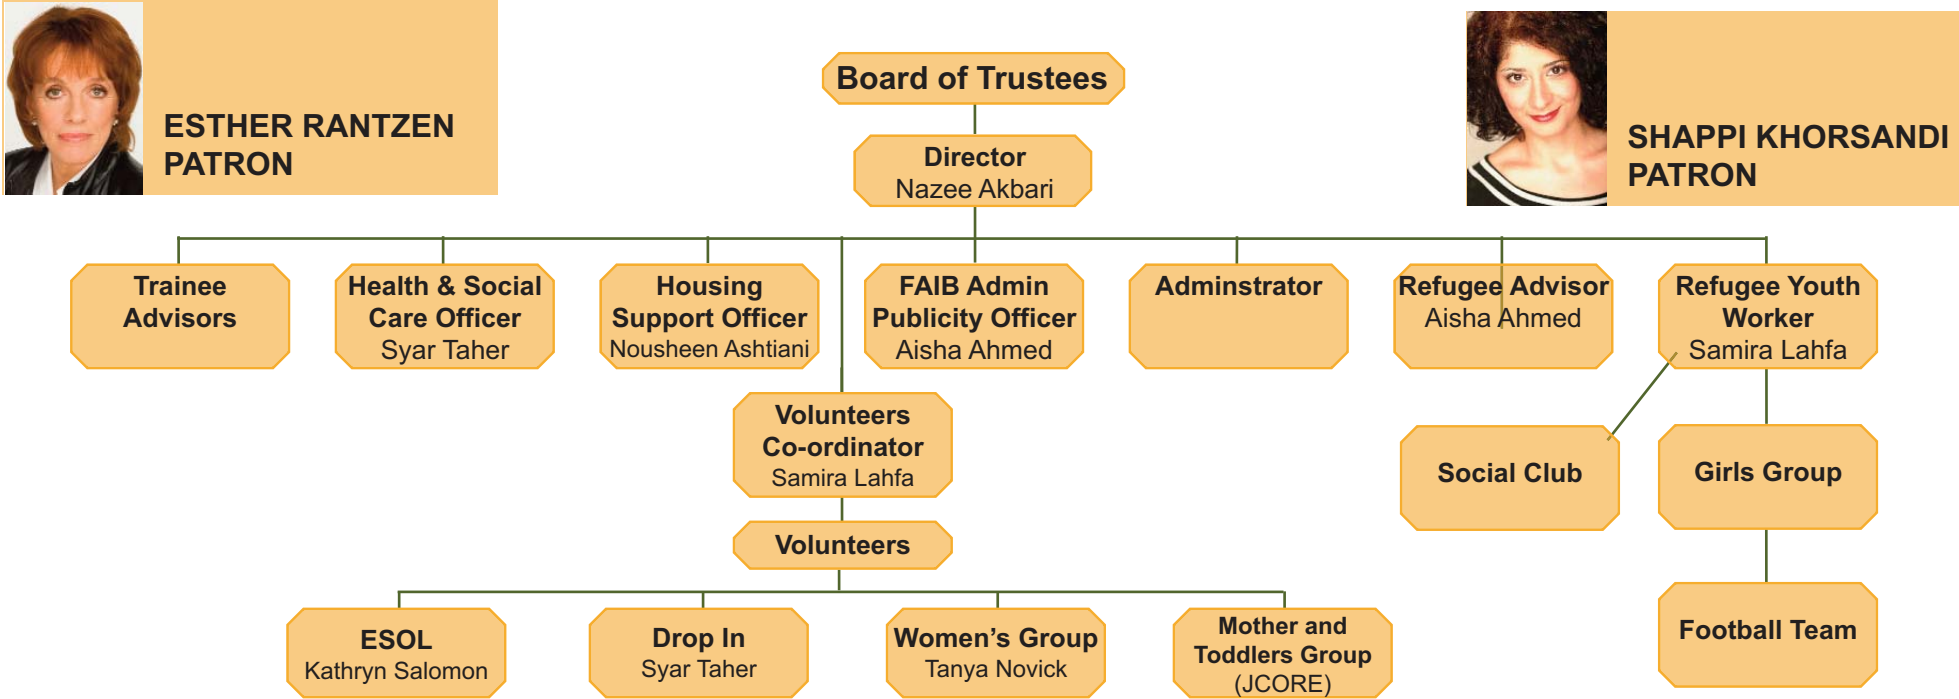 ESTHER RANTZEN
PATRON
Board of Trustees
Director
Nazee Akbari
SHAPPI KHORSANDI
PATRON
Trainee
Advisors
Health & Social
Care Officer
Syar Taher
Housing
Support Officer
Nousheen Ashtiani
FAIB Admin
Publicity Officer
Aisha Ahmed
Adminstrator
Refugee Advisor
Aisha Ahmed
Refugee Youth
Worker
Samira Lahfa
Volunteers
Co-ordinator
Samira Lahfa
Social Club
Girls Group
Volunteers
ESOL
Kathryn Salomon
Drop In
Syar Taher
Women’s Group
Tanya Novick
Mother and
Toddlers Group
(JCORE)
Football Team